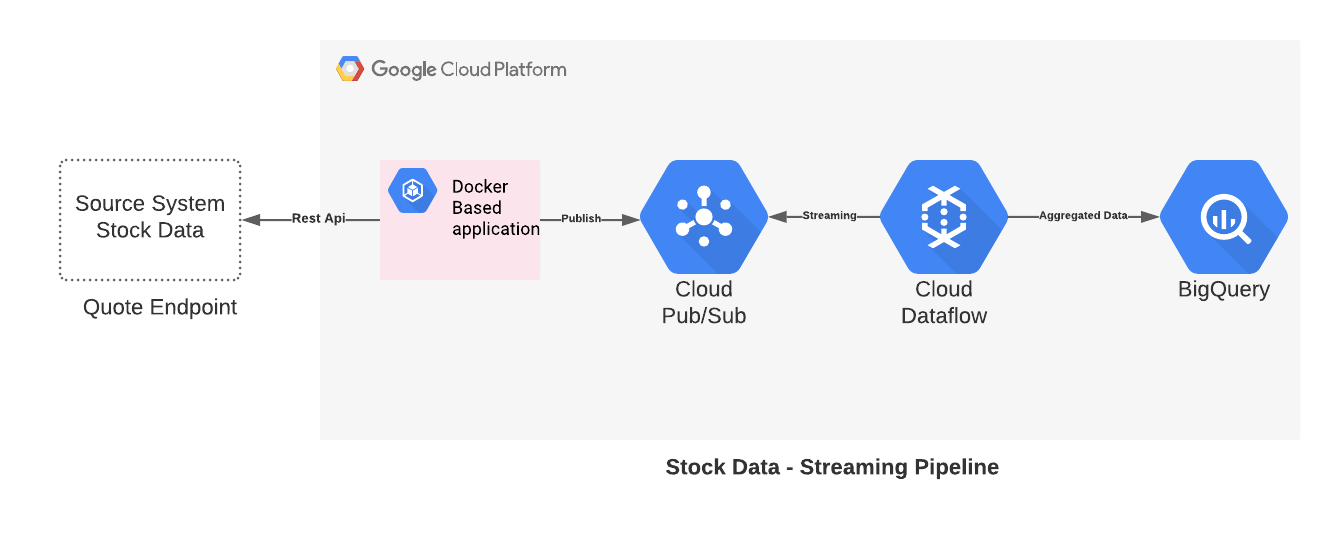 Google Cloud Platform
Source System
Stock Data
Quote Endpoint
Rest Api
Docker
Based
application
Publish
Cloud
Pub/Sub
Streaming
Cloud
Dataflow
Aggregated Data
BigQuery
Stock Data - Streaming Pipeline